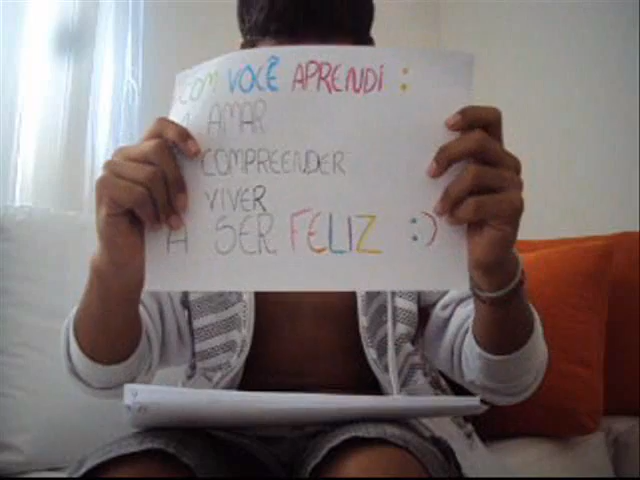 COM VOCÊ APRENDI :
A AMAR
COMPREENDER
VIVER
A SER FELIZ :)